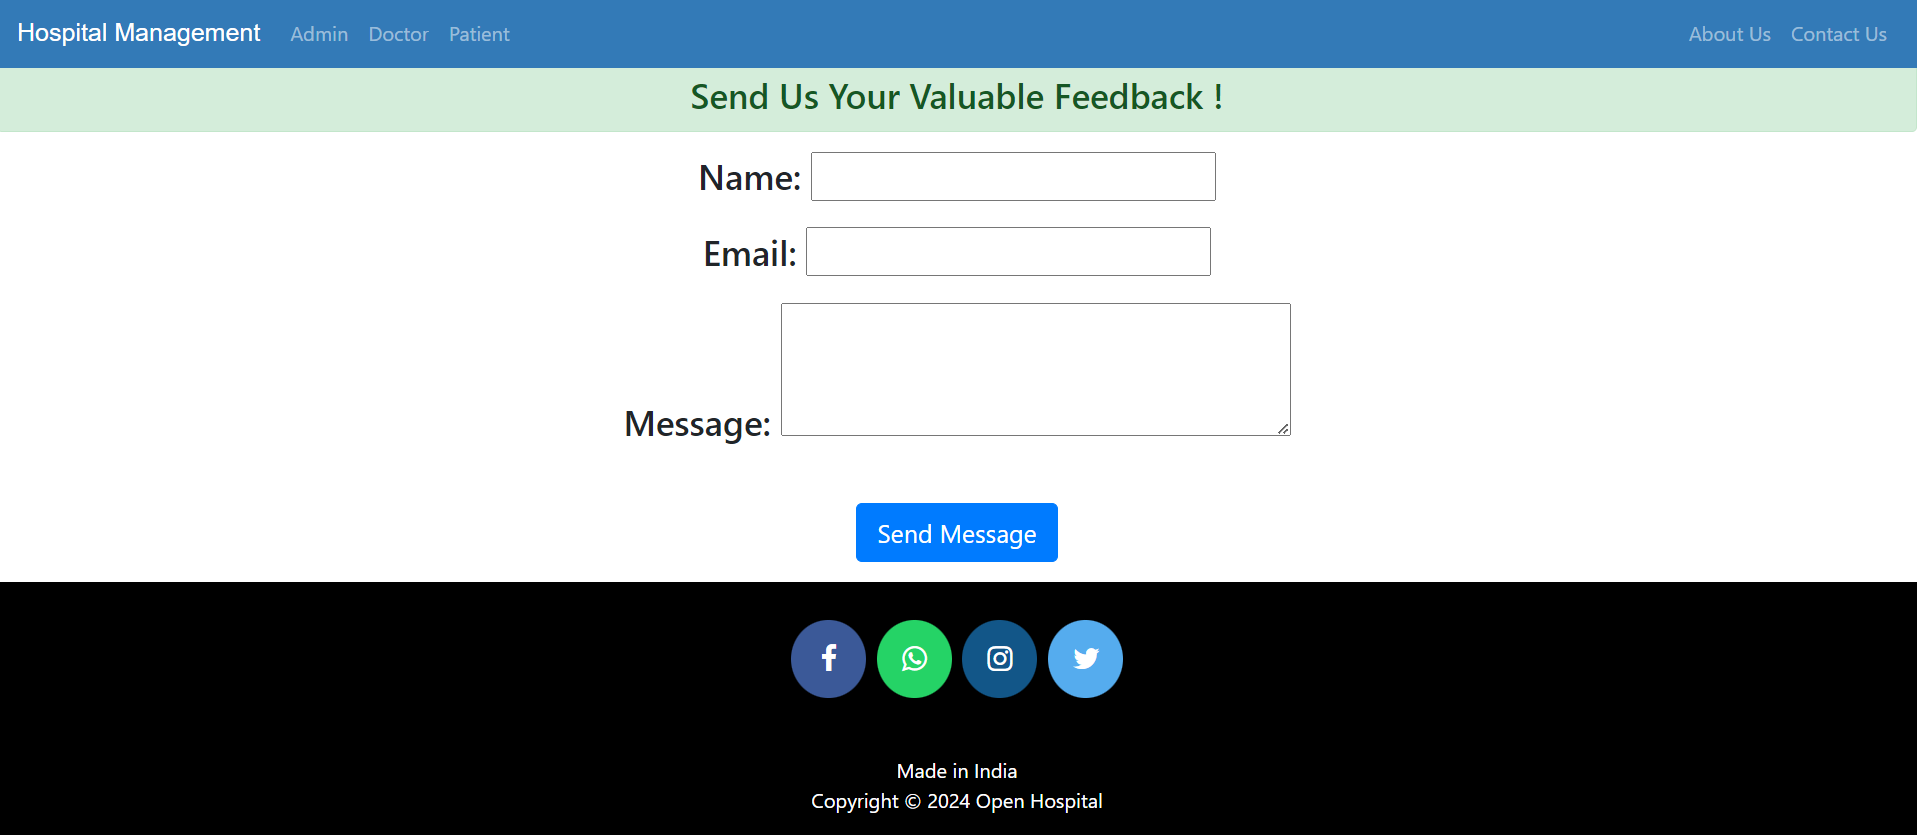 Hospital Management Admin Doctor Patient About Us Contact Us
Send Us Your Valuable Feedback !
Name:
Email:
Message:
Send Message
Made in India
Copyright © 2024 Open Hospital